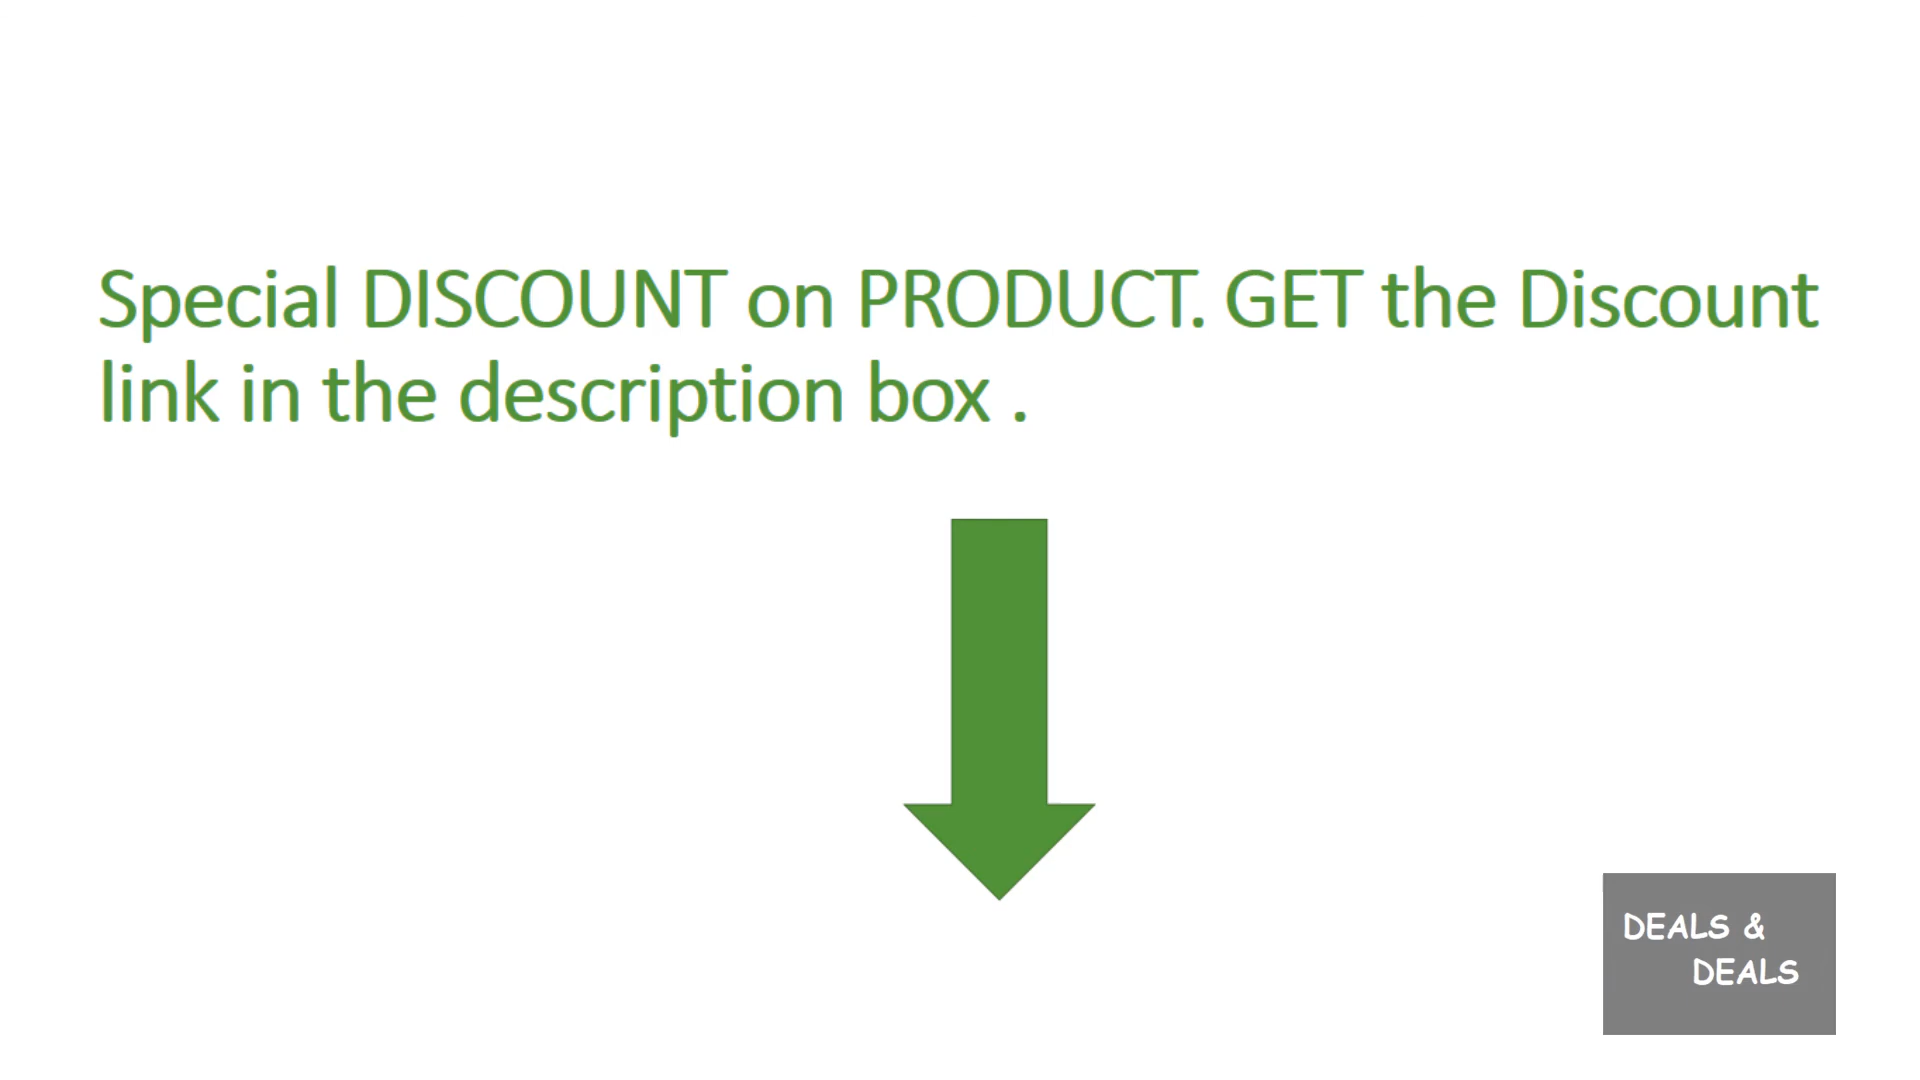 Special DISCOUNT on PRODUCT. GET the Discount
link in the description box .
DEALS &
DEALS